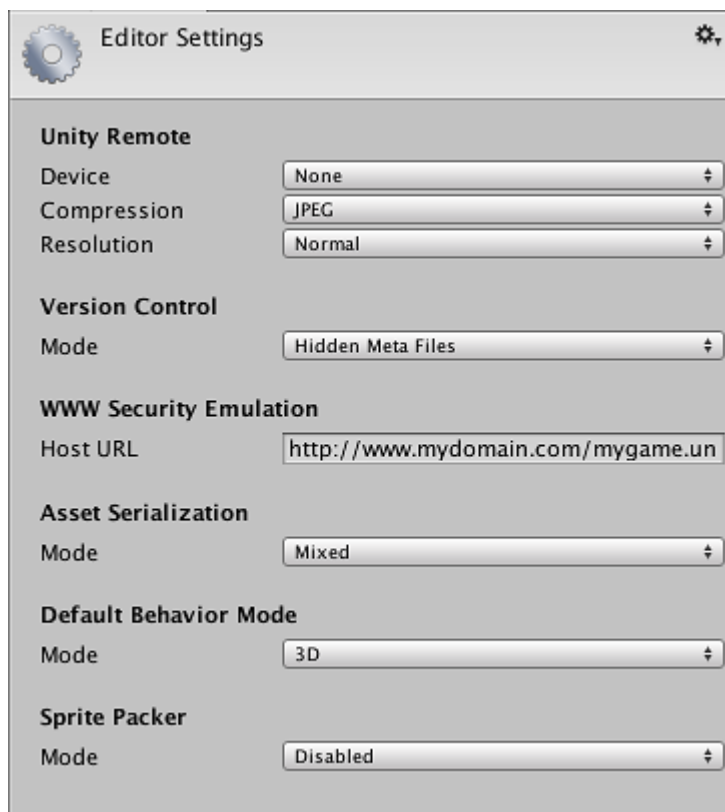 Editor Settings
Unity Remote
Device None
Compression JPEG
Resolution Normal
Version Control
Mode Hidden Meta Files
WWW Security Emulation
Host URL http://www.mydomain.com/mygame.un
Asset Serialization
Mode Mixed
Default Behavior Mode
Mode 3D
Sprite Packer
Mode Disabled